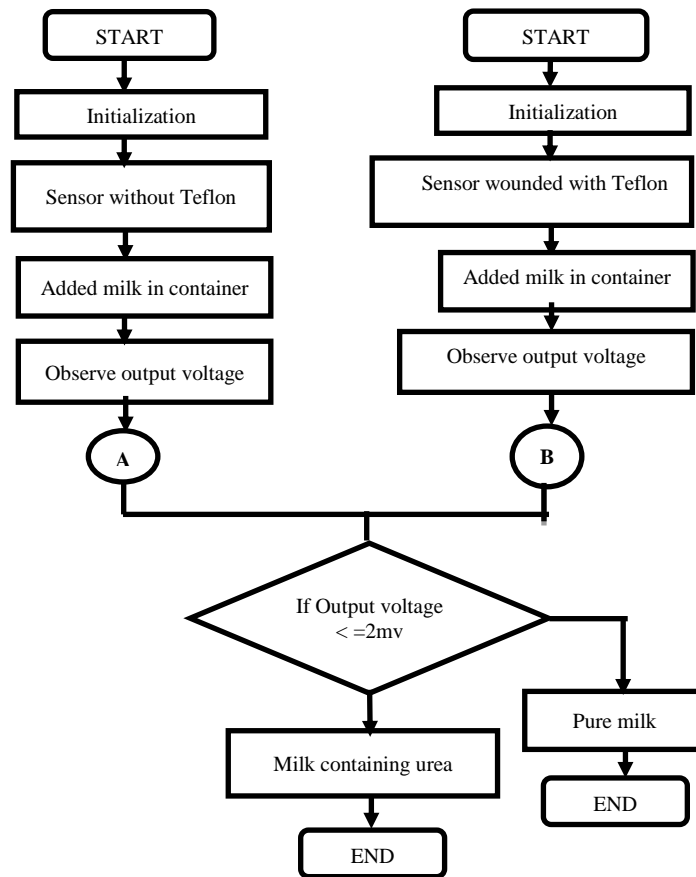 START
Initialization
Sensor without Teflon
Added milk in container
Observe output voltage
A
START
Initialization
Sensor wounded with Teflon
Added milk in container
Observe output voltage
B
If Output voltage
< =2mv
Milk containing urea
END
Pure milk
END